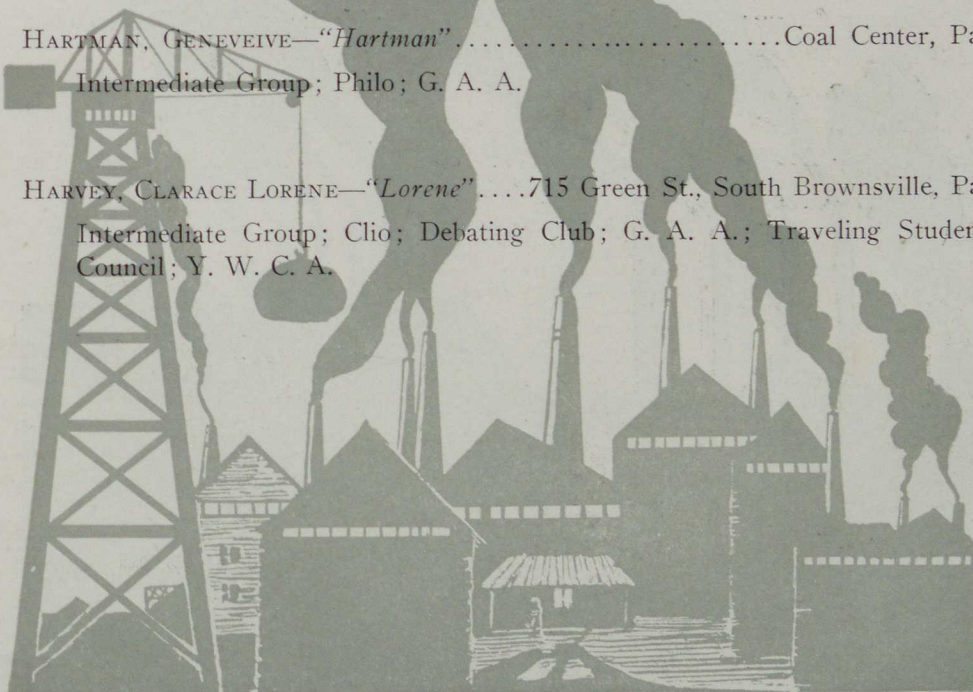 HARTMAN, GENEVEIVE—“Hartman”..............................Coal Center, Pa
Intermediate Group; Philo; G. A. A.
HARVEY, CLARACE LORENE—“Lorene”....715 Green St., South Brownsville, Pa
Intermediate Group; Clio; Debating Club; G. A. A.; Traveling Studen
Council; Y. W. C. A.